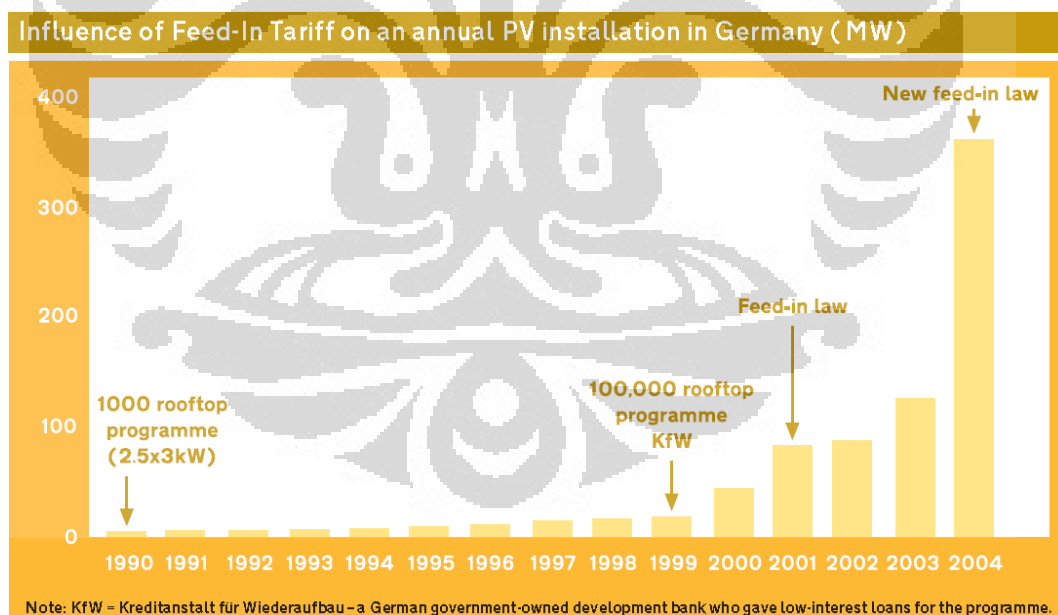 Influence of Feed-In Tariff on an annual PV installation in Germany (MW)
400
300
200
100
0
1000 rooftop
programme
(2.5x3kW)
100,000 rooftop
programme
KfW
Feed-in law
New feed-in law
1990 1991 1992 1993 1994 1995 1996 1997 1998 1999 2000 2001 2002 2003 2004
Note: KfW = Kreditanstalt für Wiederaufbau – a German government-owned development bank who gave low-interest loans for the programme.